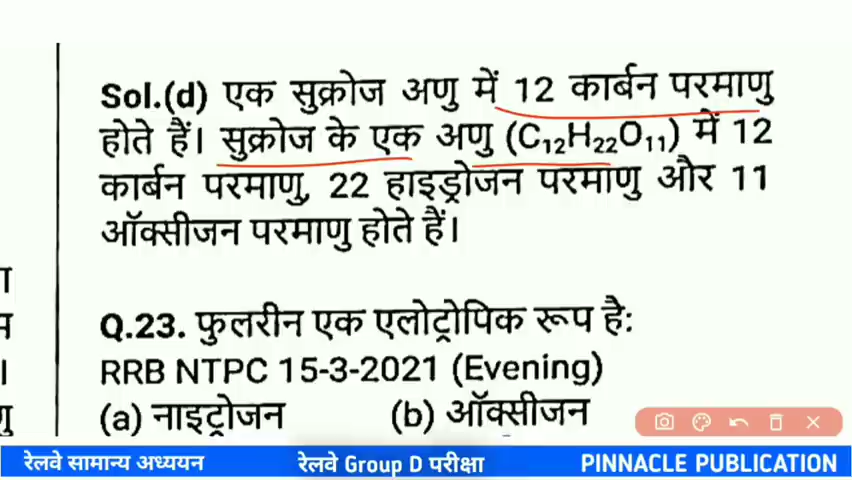 Sol.(d) एक सुक्रोज अणु में 12 कार्बन परमाणु
होते हैं। सुक्रोज के एक अणु (C₁₂H₂₂O₁₁) में 12
कार्बन परमाणु, 22 हाइड्रोजन परमाणु और 11
ऑक्सीजन परमाणु होते हैं।
Q.23. फुलरीन एक एलोट्रोपिक रूप है:
RRB NTPC 15-3-2021 (Evening)
(a) नाइट्रोजन (b) ऑक्सीजन
रेलवे सामान्य अध्ययन रेलवे Group D परीक्षा PINNACLE PUBLICATION